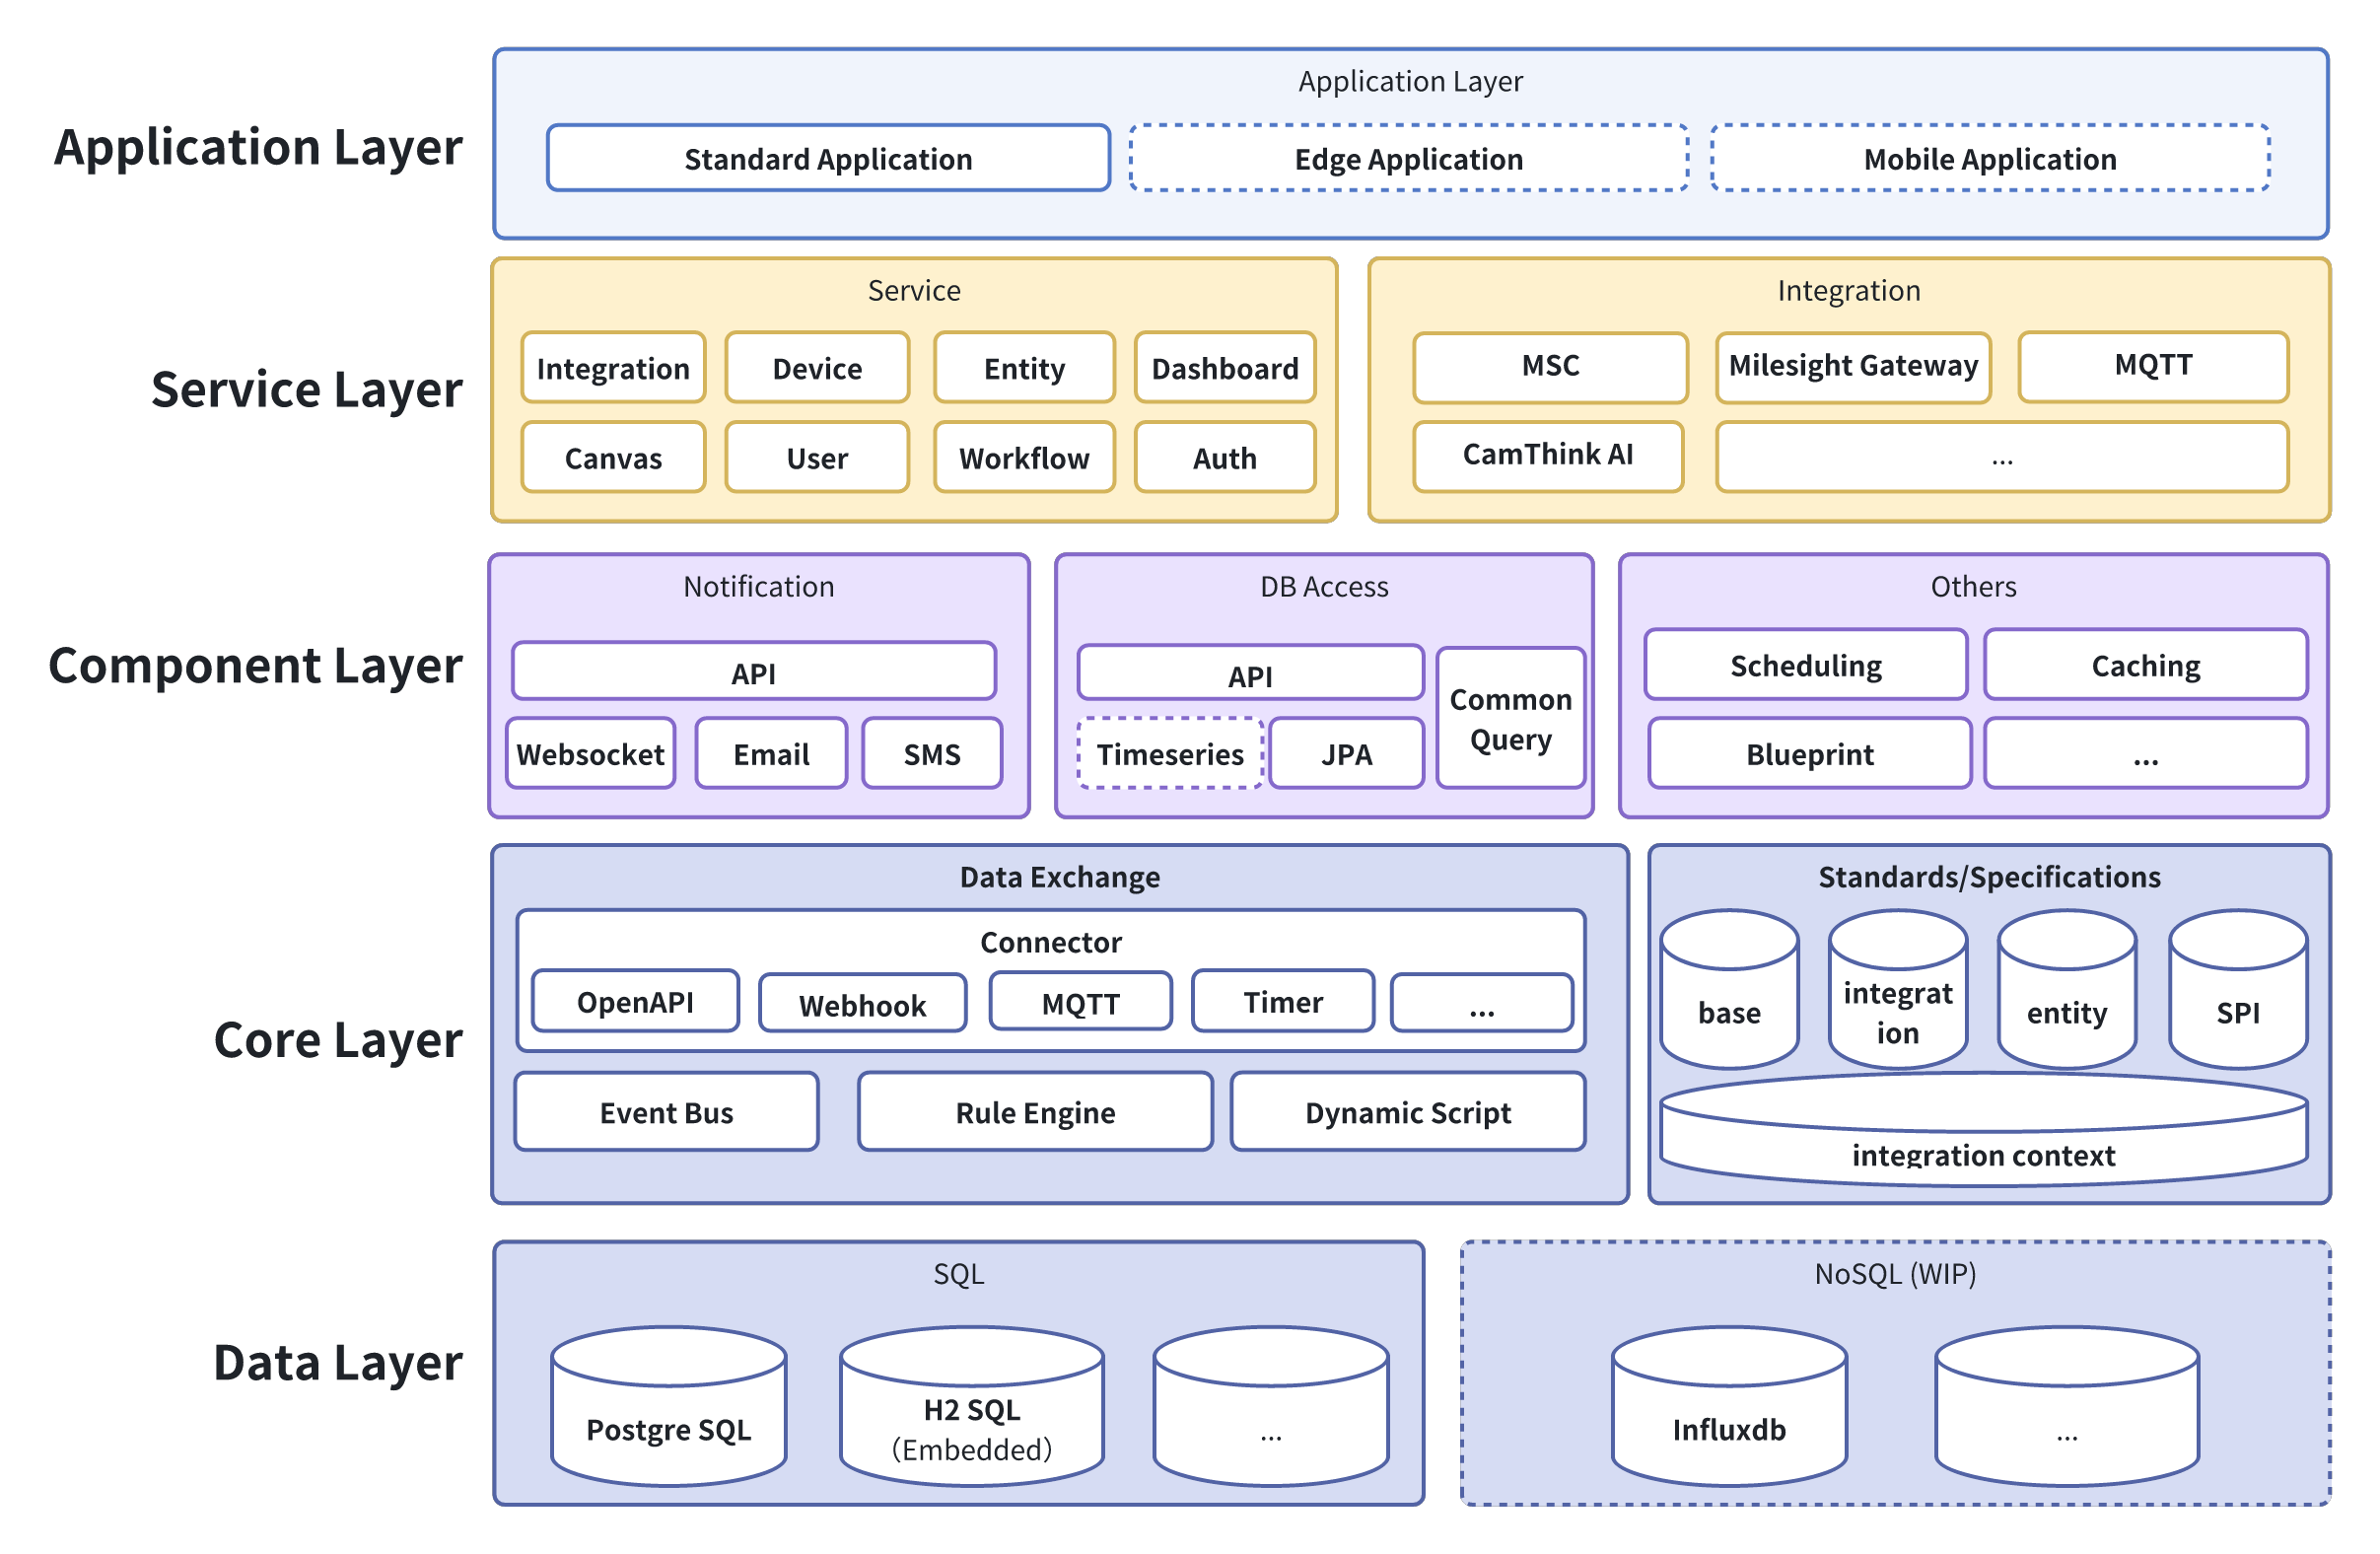 Application Layer
Application Layer
Standard Application
Edge Application
Mobile Application
Service Layer
Service
Integration
Device
Entity
Dashboard
Canvas
User
Workflow
Auth
Integration
MSC
Milesight Gateway
MQTT
CamThink AI
...
Component Layer
Notification
API
Websocket
Email
SMS
DB Access
API
Timeseries
JPA
Common
Query
Others
Scheduling
Caching
Blueprint
...
Core Layer
Data Exchange
Connector
OpenAPI
Webhook
MQTT
Timer
...
Event Bus
Rule Engine
Dynamic Script
Standards/Specifications
base
integrat
ion
entity
SPI
integration context
Data Layer
SQL
Postgre SQL
H2 SQL
（Embedded）
...
NoSQL (WIP)
Influxdb
...